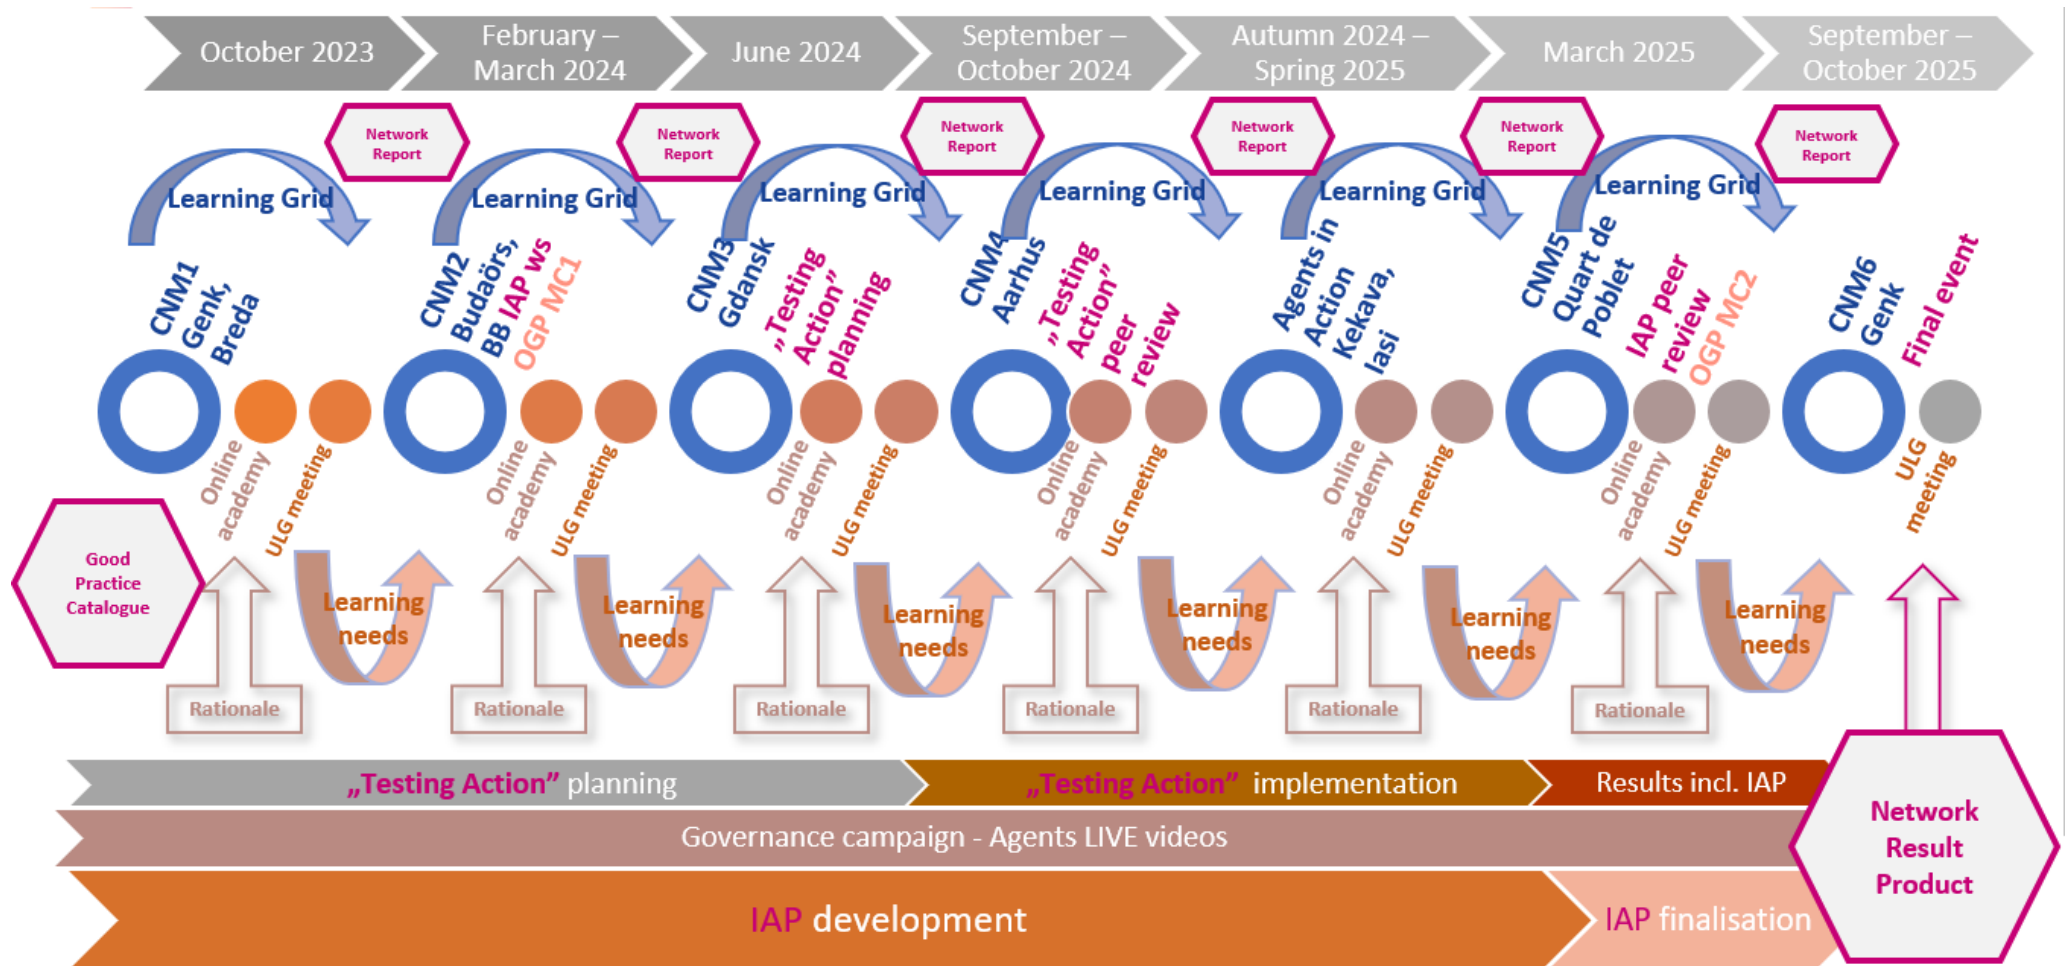 October 2023
February –
March 2024
June 2024
September –
October 2024
Autumn 2024 –
Spring 2025
March 2025
September –
October 2025
Network
Report
Network
Report
Network
Report
Network
Report
Network
Report
Network
Report
Learning Grid
Learning Grid
Learning Grid
Learning Grid
Learning Grid
Learning Grid
CNM1
Genk,
Breda
CNM2
Budaörs,
BB IAP ws
OGP MC1
CNM3
Gdansk
„Testing
Action”
planning
CNM4
Aarhus
„Testing
Action”
peer
review
Agents in
Action
Kekava,
Iasi
CNM5
Quart de
Poblet
IAP peer
review
OGP MC2
CNM6
Genk
Final event
Online
academy
ULG meeting
Online
academy
ULG meeting
Online
academy
ULG meeting
Online
academy
ULG meeting
Online
academy
ULG meeting
Online
academy
ULG meeting
ULG
meeting
Good
Practice
Catalogue
Learning
needs
Learning
needs
Learning
needs
Learning
needs
Learning
needs
Learning
needs
Rationale
Rationale
Rationale
Rationale
Rationale
Rationale
„Testing Action” planning
„Testing Action” implementation
Results incl. IAP
Governance campaign - Agents LIVE videos
IAP development
IAP finalisation
Network
Result
Product